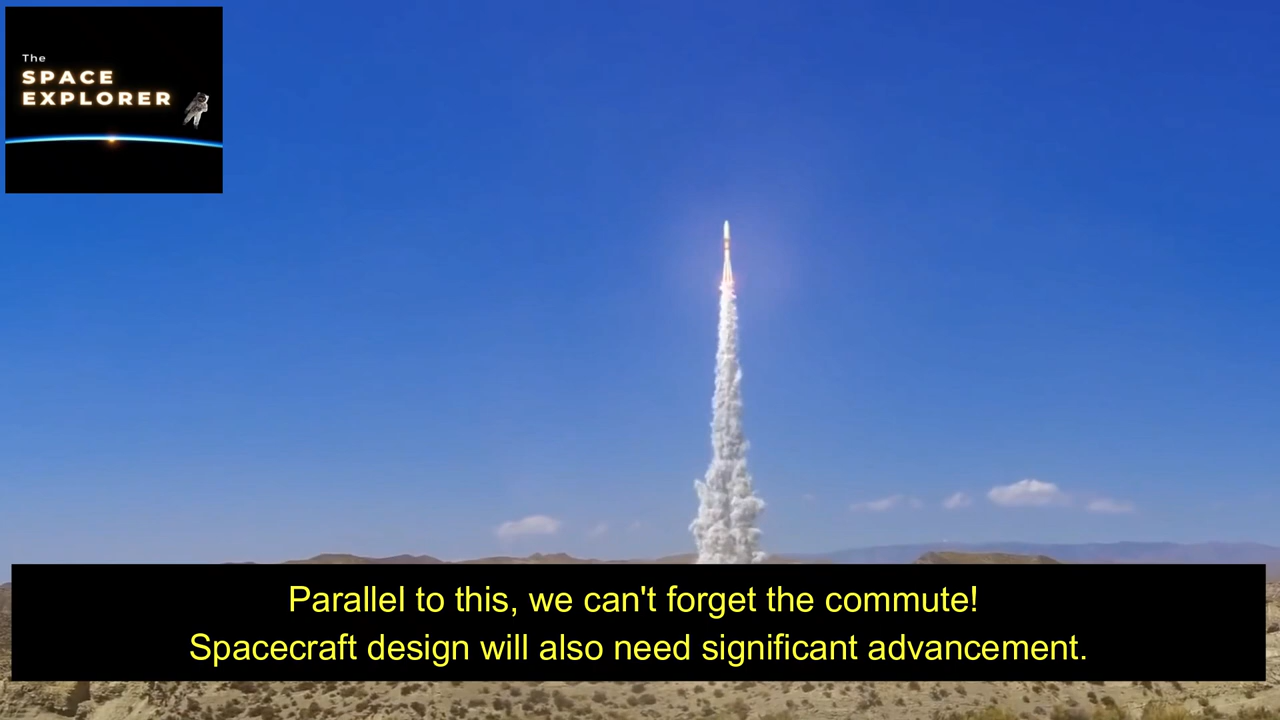 The
SPACE
EXPLORER
Parallel to this, we can't forget the commute!
Spacecraft design will also need significant advancement.